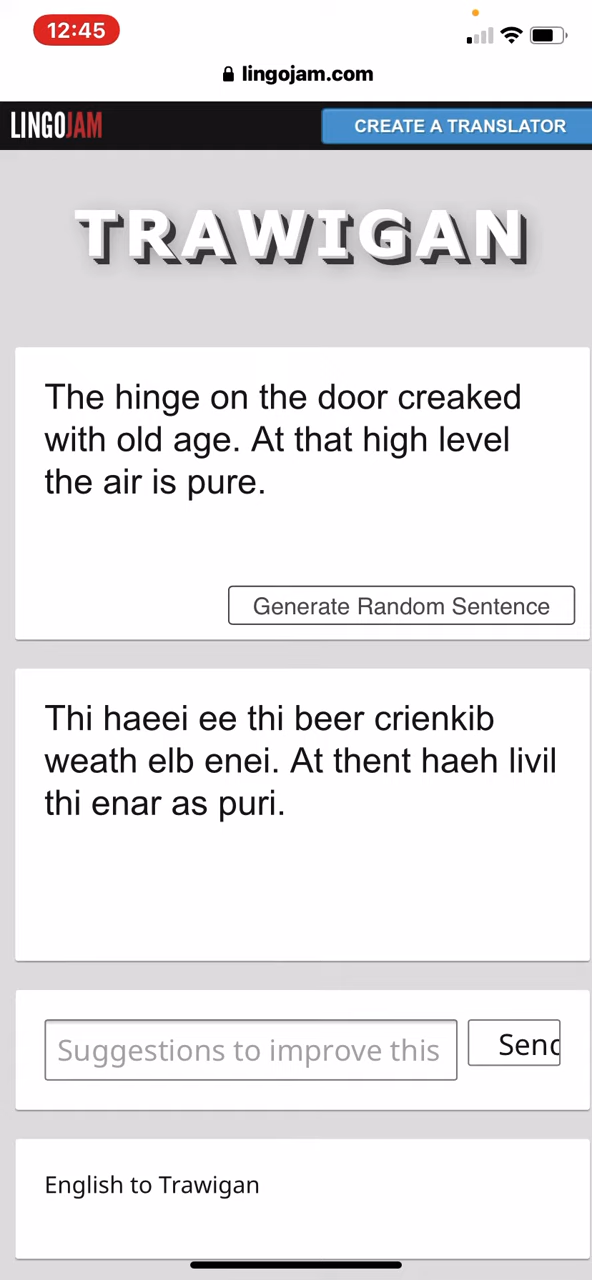 12:45
lingojam.com
LINGOJAM
CREATE A TRANSLATOR
TRAWIGAN
The hinge on the door creaked
with old age. At that high level
the air is pure.
Generate Random Sentence
Thi haeei ee thi beer crienkib
weath elb enei. At thent haeh livil
thi enar as puri.
Suggestions to improve this
Senc
English to Trawigan